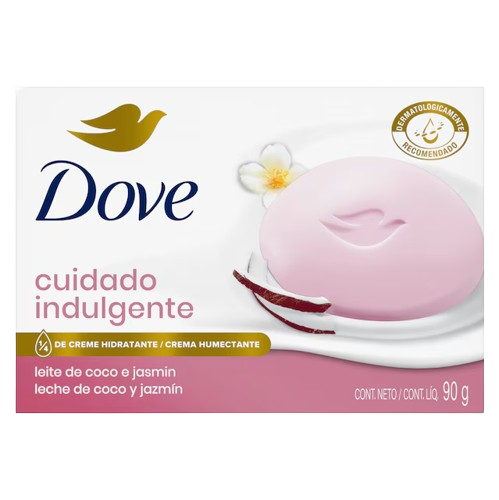 DERMATOLOGICAMENTE
RECOMENDADO
Dove
cuidado
indulgente
1/4 DE CREME HIDRATANTE / CREMA HUMECTANTE
leite de coco e jasmin
leche de coco y jazmín
CONT. NETO / CONT. LÍQ. 90 g